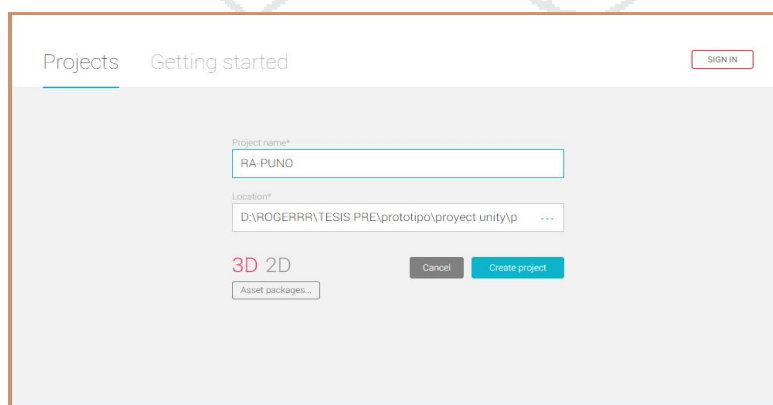 Projects Getting started SIGN IN
Project name*
RA-PUNO
Location*
D:\ROGERRR\TESIS PRE\prototipo\proyect unity\p ...
3D 2D Cancel Create project
Asset packages...